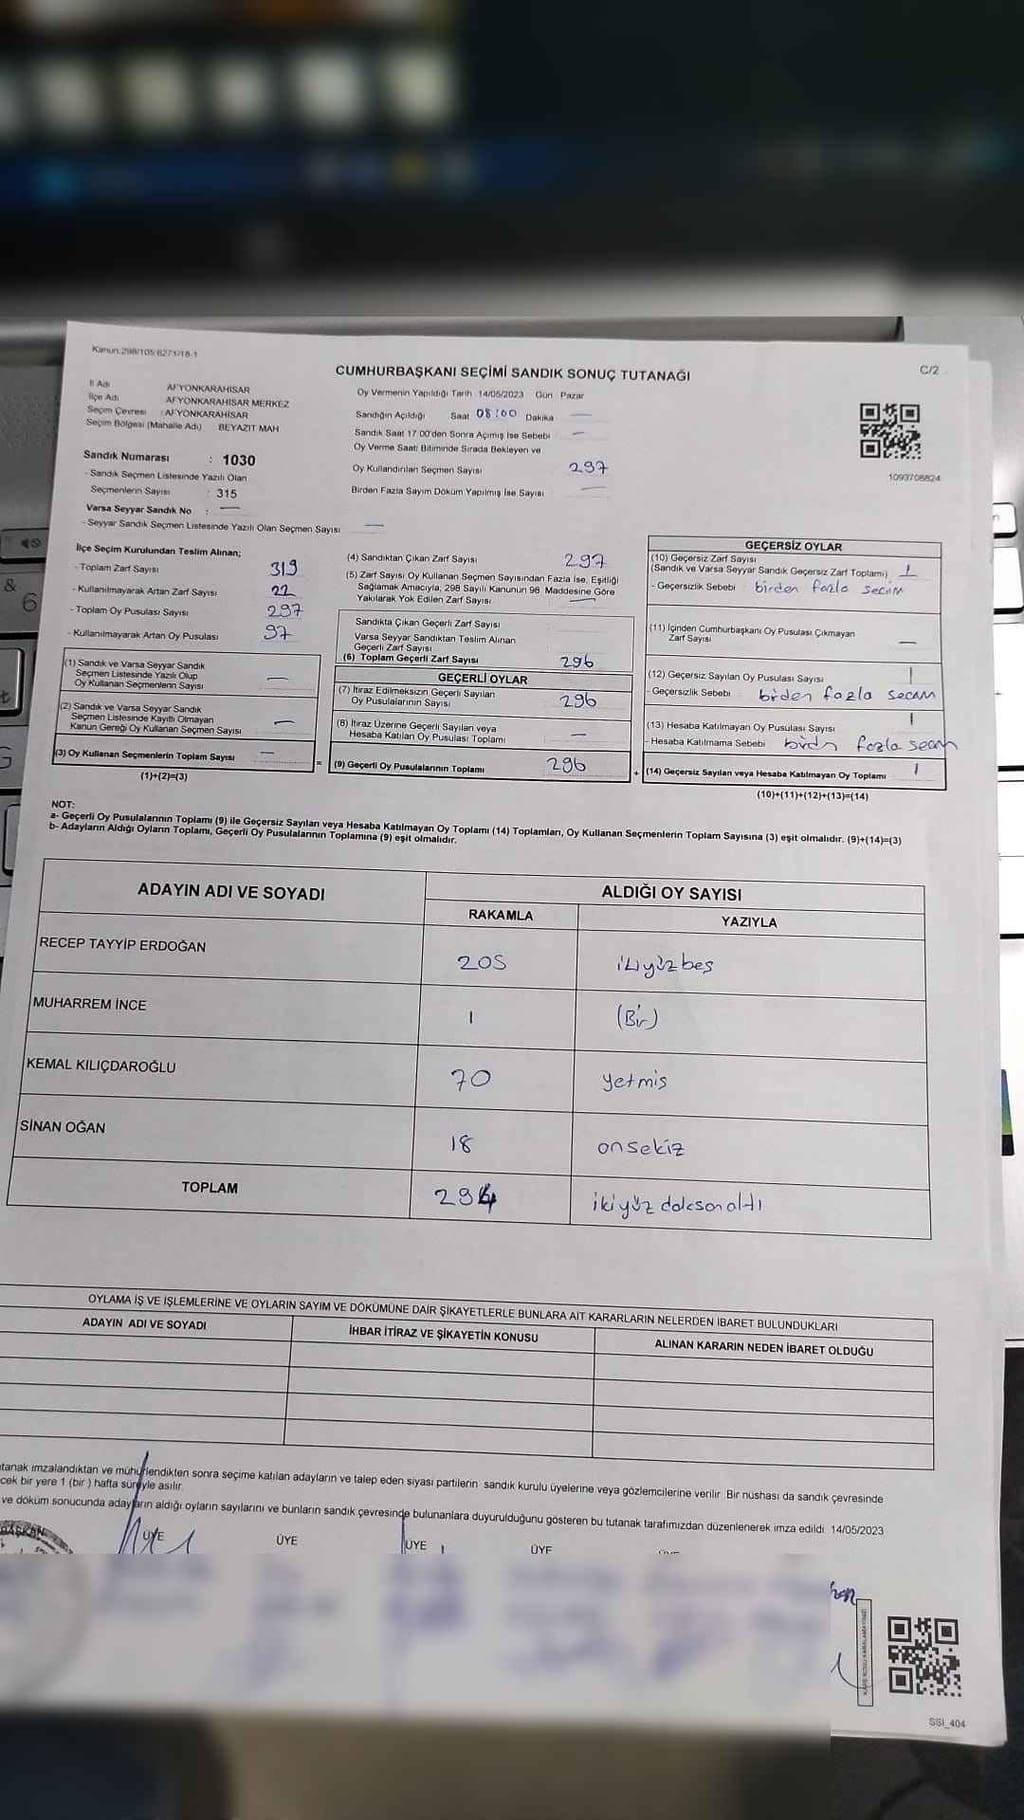 Kanun:298/105:6271/18-1
CUMHURBAŞKANI SEÇİMİ SANDIK SONUÇ TUTANAĞI
C/2
İl Adı AFYONKARAHİSAR
İlçe Adı AFYONKARAHİSAR MERKEZ
Seçim Çevresi : AFYONKARAHİSAR
Seçim Bölgesi (Mahalle Adı) BEYAZIT MAH
Oy Vermenin Yapıldığı Tarih 14/05/2023 Gün Pazar
Sandığın Açıldığı Saat 08:00 Dakika —
Sandık Saat 17.00'den Sonra Açımış İse Sebebi —
Oy Verme Saati Bitiminde Sırada Bekleyen ve
Oy Kullandırılan Seçmen Sayısı 297
Birden Fazla Sayım Döküm Yapılmış İse Sayısı —
1093708824
Sandık Numarası : 1030
- Sandık Seçmen Listesinde Yazılı Olan
Seçmenlerin Sayısı : 315
Varsa Seyyar Sandık No : —
- Seyyar Sandık Seçmen Listesinde Yazılı Olan Seçmen Sayısı —
İlçe Seçim Kurulundan Teslim Alınan;
- Toplam Zarf Sayısı 319
- Kullanılmayarak Artan Zarf Sayısı 22
- Toplam Oy Pusulası Sayısı 297
- Kullanılmayarak Artan Oy Pusulası 97
(1) Sandık ve Varsa Seyyar Sandık
Seçmen Listesinde Yazılı Olup
Oy Kullanan Seçmenlerin Sayısı —
(2) Sandık ve Varsa Seyyar Sandık
Seçmen Listesinde Kayıtlı Olmayan
Kanun Gereği Oy Kullanan Seçmen Sayısı —
(3) Oy Kullanan Seçmenlerin Toplam Sayısı —
(1)+(2)=(3)
(4) Sandıktan Çıkan Zarf Sayısı 297
(5) Zarf Sayısı Oy Kullanan Seçmen Sayısından Fazla İse, Eşitliği
Sağlamak Amacıyla, 298 Sayılı Kanunun 98. Maddesine Göre
Yakılarak Yok Edilen Zarf Sayısı —
Sandıkta Çıkan Geçerli Zarf Sayısı
Varsa Seyyar Sandıktan Teslim Alınan
Geçerli Zarf Sayısı
(6) Toplam Geçerli Zarf Sayısı 296
GEÇERLİ OYLAR
(7) İtiraz Edilmeksizin Geçerli Sayılan
Oy Pusulalarının Sayısı 296
(8) İtiraz Üzerine Geçerli Sayılan veya
Hesaba Katılan Oy Pusulası Toplamı —
= (9) Geçerli Oy Pusulalarının Toplamı 296 +
GEÇERSİZ OYLAR
(10) Geçersiz Zarf Sayısı
(Sandık ve Varsa Seyyar Sandık Geçersiz Zarf Toplamı) 1
- Geçersizlik Sebebi birden fazla secim
(11) İçinden Cumhurbaşkanı Oy Pusulası Çıkmayan
Zarf Sayısı —
(12) Geçersiz Sayılan Oy Pusulası Sayısı 1
- Geçersizlik Sebebi birden fazla secam
(13) Hesaba Katılmayan Oy Pusulası Sayısı 1
- Hesaba Katılmama Sebebi birdn fazla secam
(14) Geçersiz Sayılan veya Hesaba Katılmayan Oy Toplamı 1
(10)+(11)+(12)+(13)=(14)
NOT:
a- Geçerli Oy Pusulalarının Toplamı (9) ile Geçersiz Sayılan veya Hesaba Katılmayan Oy Toplamı (14) Toplamları, Oy Kullanan Seçmenlerin Toplam Sayısına (3) eşit olmalıdır. (9)+(14)=(3)
b- Adayların Aldığı Oyların Toplamı, Geçerli Oy Pusulalarının Toplamına (9) eşit olmalıdır.
ADAYIN ADI VE SOYADI
ALDIĞI OY SAYISI
RAKAMLA YAZIYLA
RECEP TAYYİP ERDOĞAN 205 ikiyüzbeş
MUHARREM İNCE 1 (Bir)
KEMAL KILIÇDAROĞLU 70 yetmis
SİNAN OĞAN 18 onsekiz
TOPLAM 294 ikiyüz doksanaltı
OYLAMA İŞ VE İŞLEMLERİNE VE OYLARIN SAYIM VE DÖKÜMÜNE DAİR ŞİKAYETLERLE BUNLARA AİT KARARLARIN NELERDEN İBARET BULUNDUKLARI
ADAYIN ADI VE SOYADI İHBAR İTİRAZ VE ŞİKAYETİN KONUSU ALINAN KARARIN NEDEN İBARET OLDUĞU
tanak imzalandıktan ve mühürlendikten sonra seçime katılan adayların ve talep eden siyasi partilerin sandık kurulu üyelerine veya gözlemcilerine verilir. Bir nüshası da sandık çevresinde
cek bir yere 1 (bir ) hafta süreyle asılır.
ve döküm sonucunda adayların aldığı oyların sayılarını ve bunların sandık çevresinde bulunanlara duyurulduğunu gösteren bu tutanak tarafımızdan düzenlenerek imza edildi. 14/05/2023
BAŞKAN ÜYE ÜYE ÜYE ÜYE
SSI_404